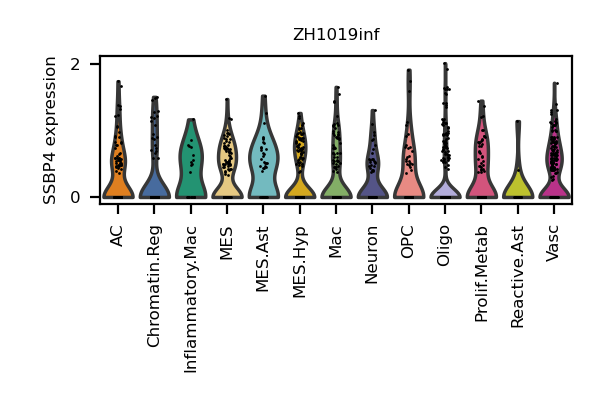 ZH1019inf
SSBP4 expression
2
0
AC
Chromatin.Reg
Inflammatory.Mac
MES
MES.Ast
MES.Hyp
Mac
Neuron
OPC
Oligo
Prolif.Metab
Reactive.Ast
Vasc